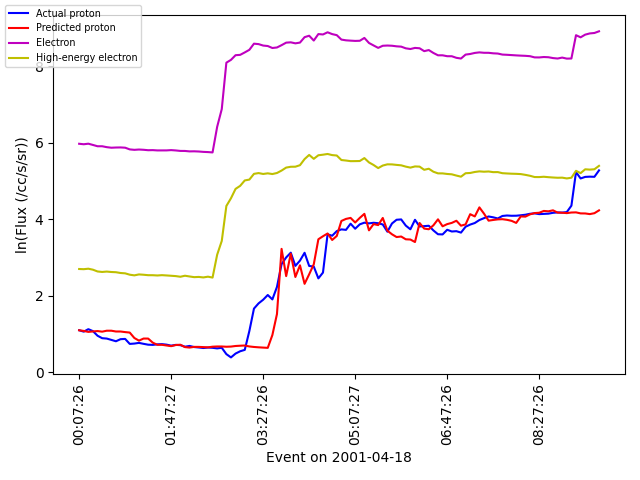 Actual proton
Predicted proton
Electron
High-energy electron
8
6
4
2
0
ln(Flux (/cc/s/sr))
00:07:26
01:47:27
03:27:26
05:07:27
06:47:26
08:27:26
Event on 2001-04-18